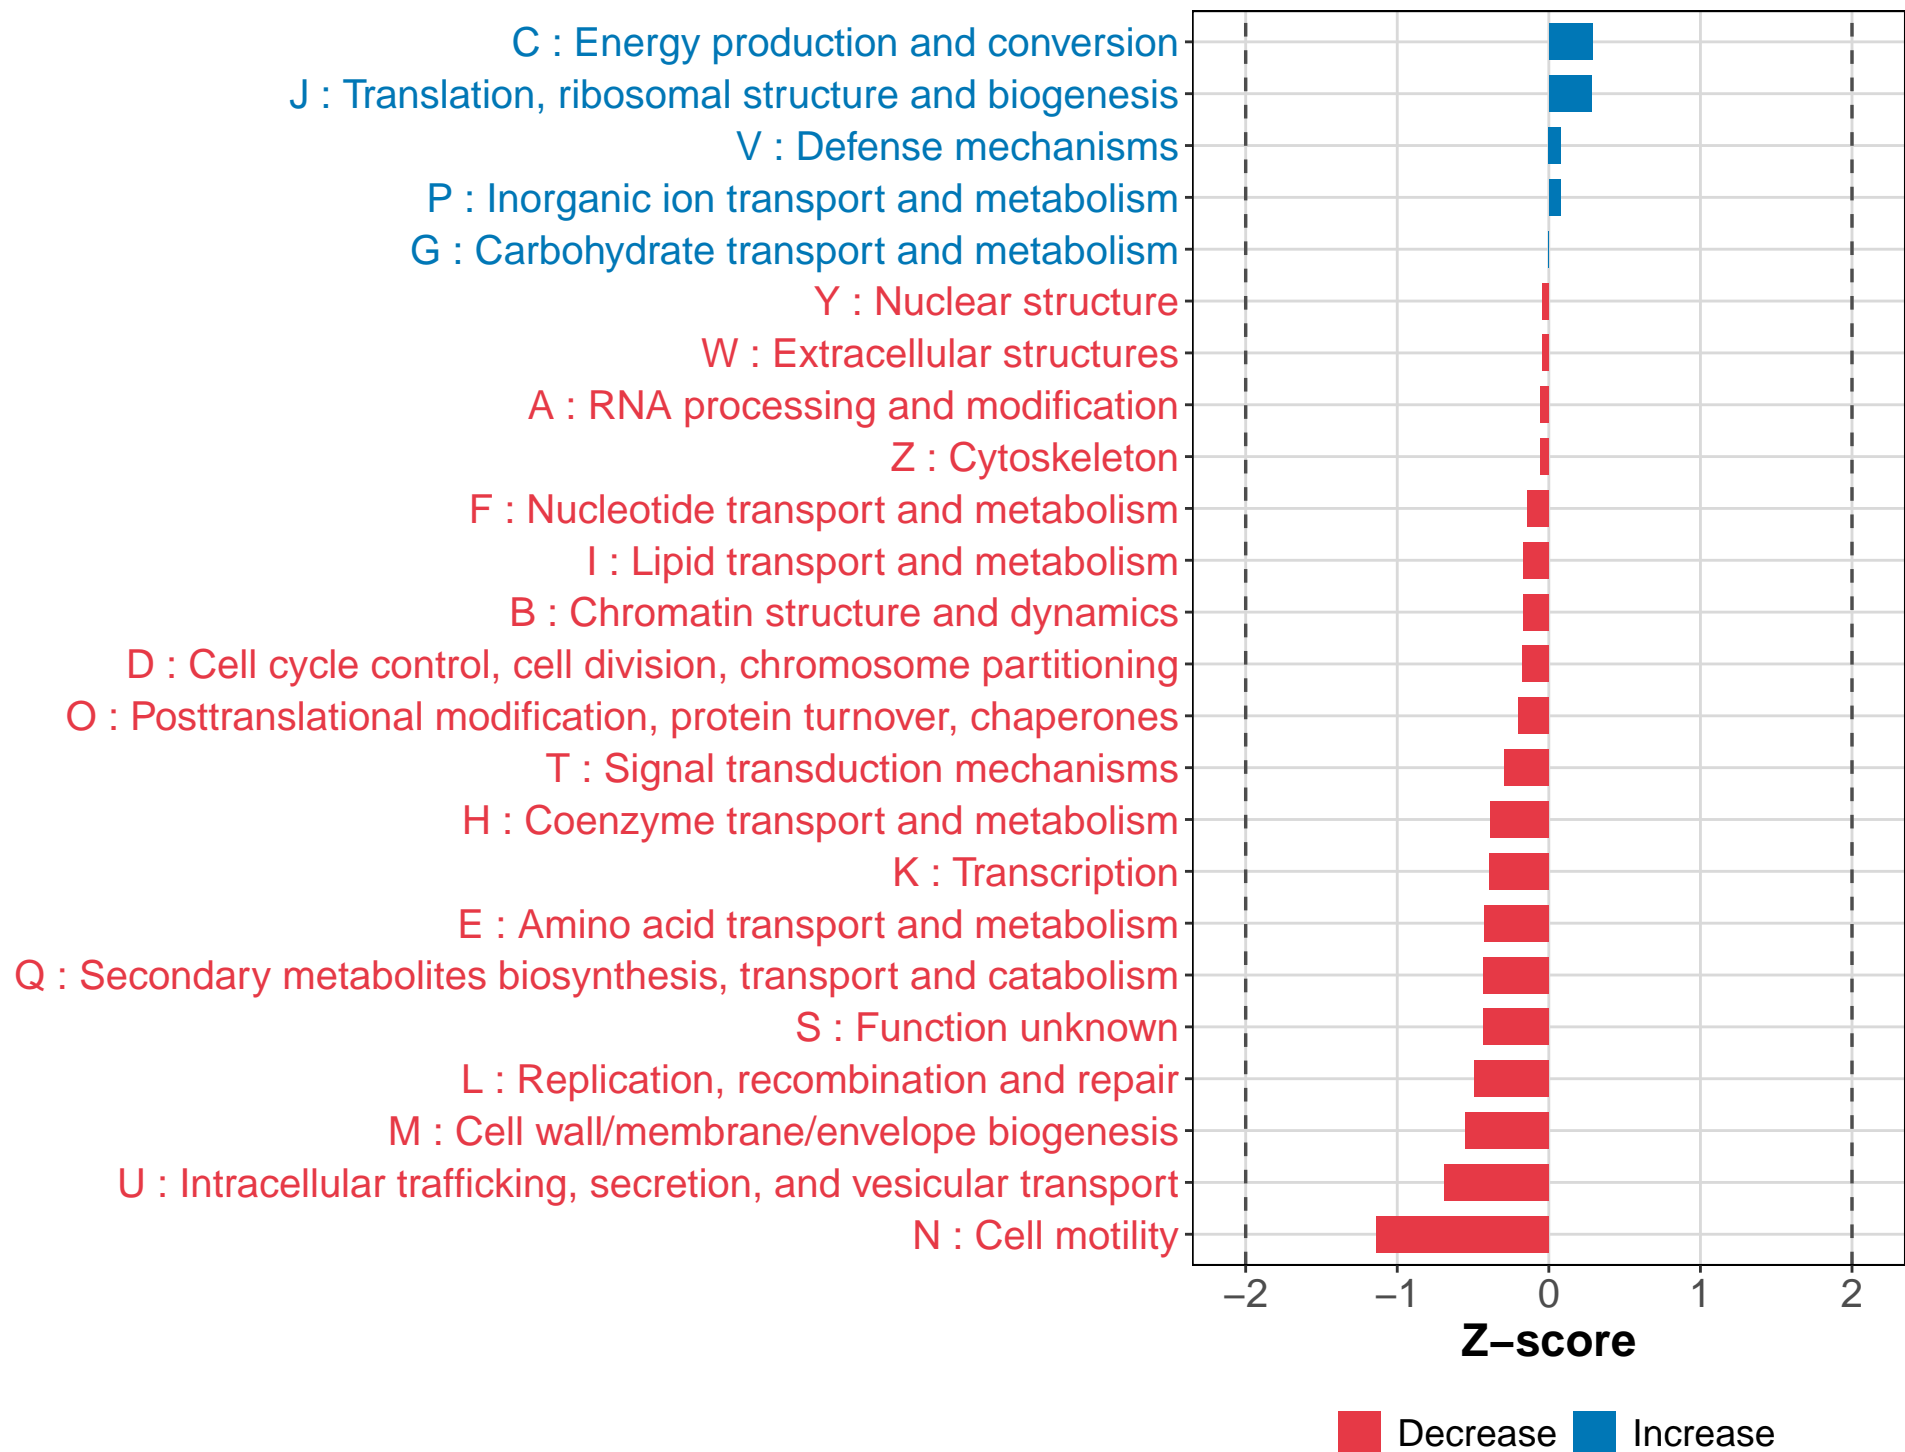 C : Energy production and conversion
J : Translation, ribosomal structure and biogenesis
V : Defense mechanisms
P : Inorganic ion transport and metabolism
G : Carbohydrate transport and metabolism
Y : Nuclear structure
W : Extracellular structures
A : RNA processing and modification
Z : Cytoskeleton
F : Nucleotide transport and metabolism
I : Lipid transport and metabolism
B : Chromatin structure and dynamics
D : Cell cycle control, cell division, chromosome partitioning
O : Posttranslational modification, protein turnover, chaperones
T : Signal transduction mechanisms
H : Coenzyme transport and metabolism
K : Transcription
E : Amino acid transport and metabolism
Q : Secondary metabolites biosynthesis, transport and catabolism
S : Function unknown
L : Replication, recombination and repair
M : Cell wall/membrane/envelope biogenesis
U : Intracellular trafficking, secretion, and vesicular transport
N : Cell motility
−2 −1 0 1 2
Z−score
Decrease Increase